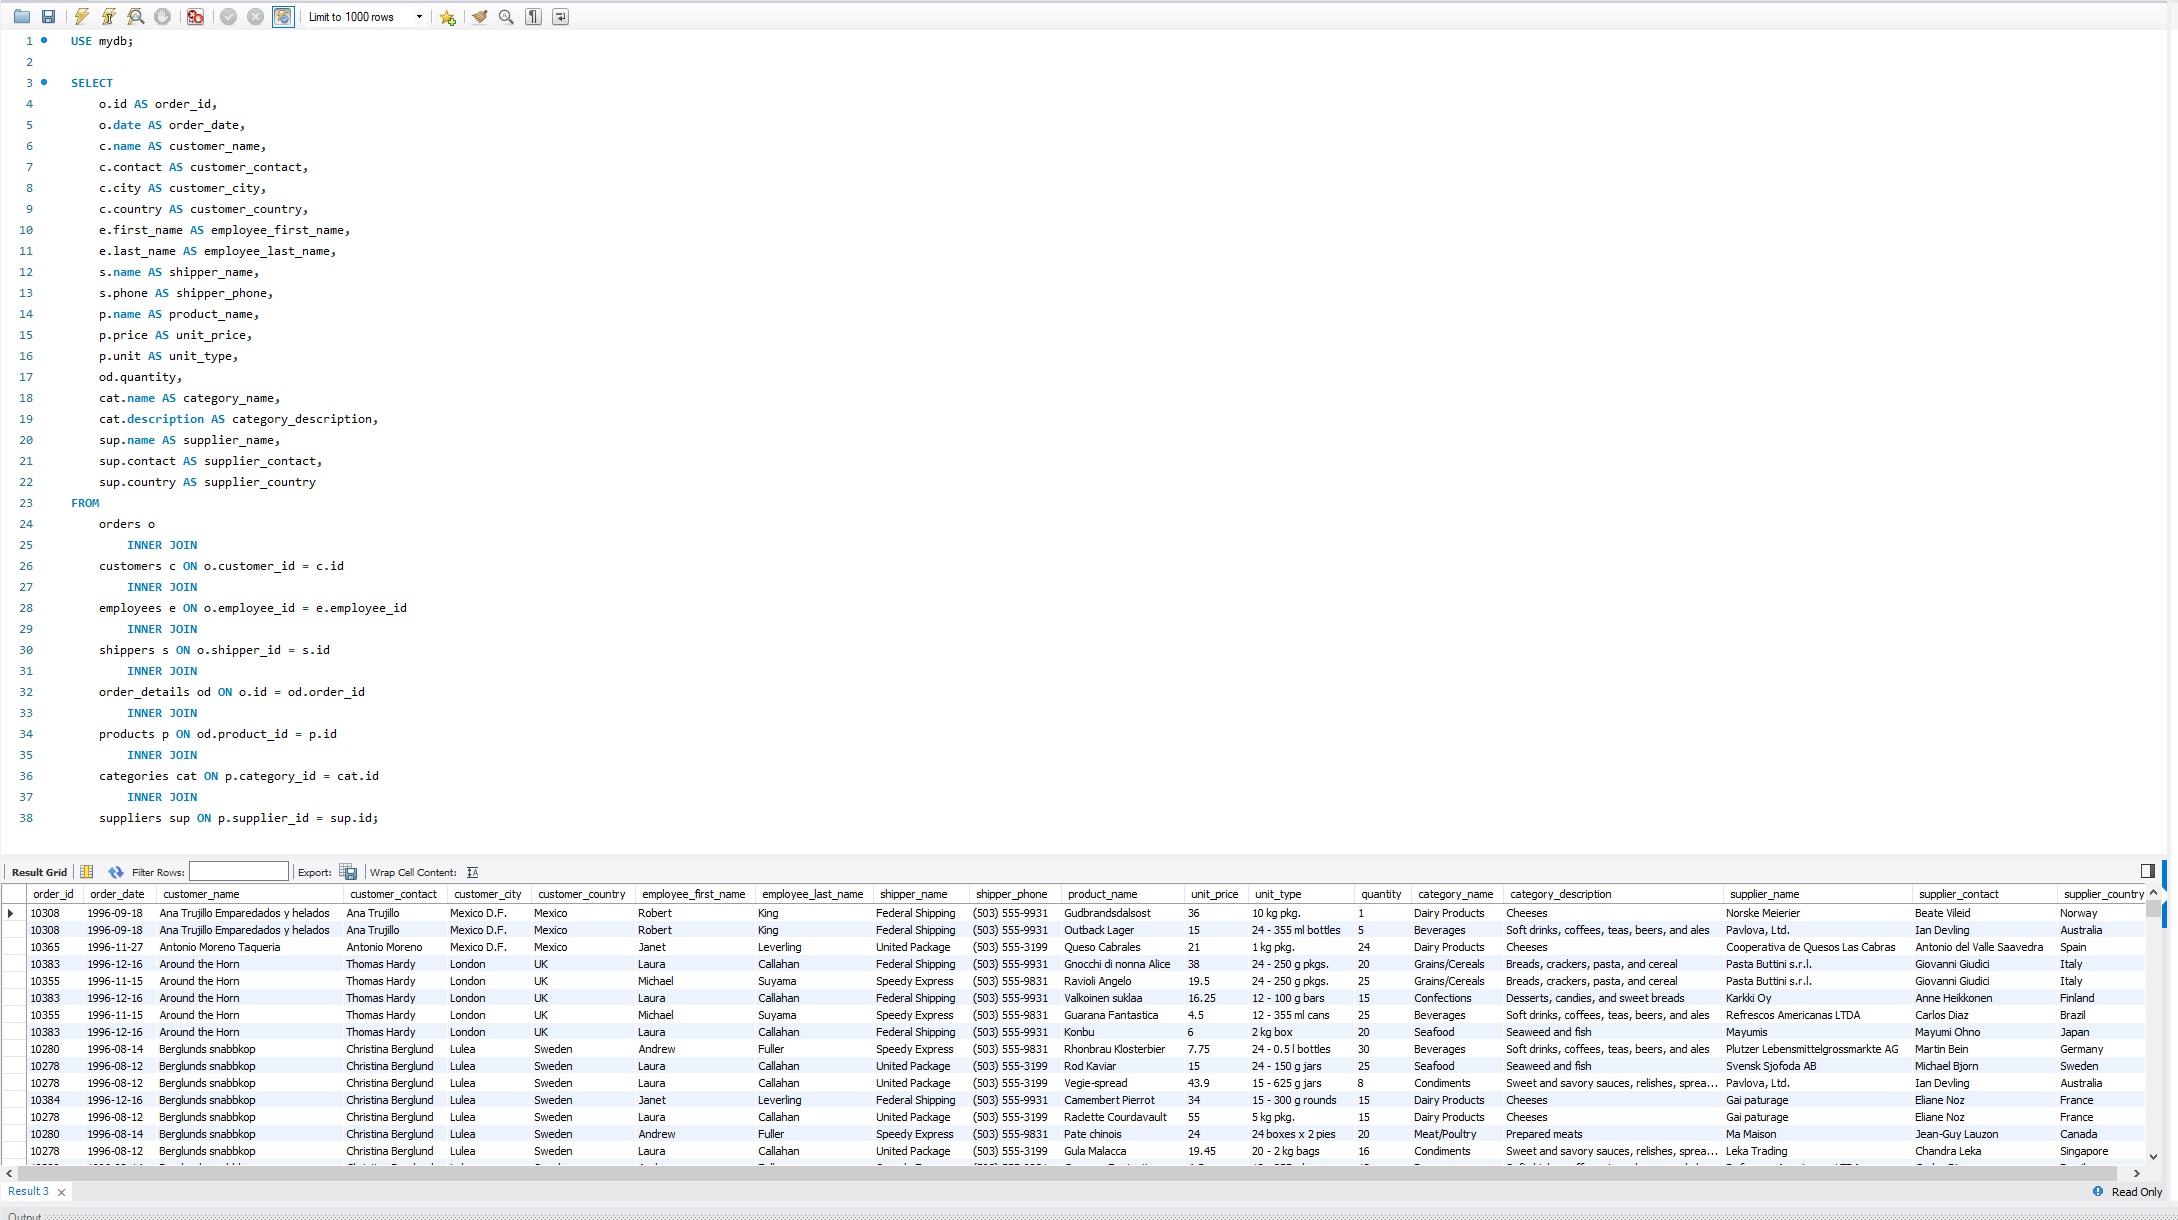 Limit to 1000 rows
1 USE mydb;
2
3 SELECT
4 o.id AS order_id,
5 o.date AS order_date,
6 c.name AS customer_name,
7 c.contact AS customer_contact,
8 c.city AS customer_city,
9 c.country AS customer_country,
10 e.first_name AS employee_first_name,
11 e.last_name AS employee_last_name,
12 s.name AS shipper_name,
13 s.phone AS shipper_phone,
14 p.name AS product_name,
15 p.price AS unit_price,
16 p.unit AS unit_type,
17 od.quantity,
18 cat.name AS category_name,
19 cat.description AS category_description,
20 sup.name AS supplier_name,
21 sup.contact AS supplier_contact,
22 sup.country AS supplier_country
23 FROM
24 orders o
25 INNER JOIN
26 customers c ON o.customer_id = c.id
27 INNER JOIN
28 employees e ON o.employee_id = e.employee_id
29 INNER JOIN
30 shippers s ON o.shipper_id = s.id
31 INNER JOIN
32 order_details od ON o.id = od.order_id
33 INNER JOIN
34 products p ON od.product_id = p.id
35 INNER JOIN
36 categories cat ON p.category_id = cat.id
37 INNER JOIN
38 suppliers sup ON p.supplier_id = sup.id;
Result Grid Filter Rows: Export: Wrap Cell Content:
order_id order_date customer_name customer_contact customer_city customer_country employee_first_name employee_last_name shipper_name shipper_phone product_name unit_price unit_type quantity category_name category_description supplier_name supplier_contact supplier_country
10308 1996-09-18 Ana Trujillo Emparedados y helados Ana Trujillo Mexico D.F. Mexico Robert King Federal Shipping (503) 555-9931 Gudbrandsdalsost 36 10 kg pkg. 1 Dairy Products Cheeses Norske Meierier Beate Vileid Norway
10308 1996-09-18 Ana Trujillo Emparedados y helados Ana Trujillo Mexico D.F. Mexico Robert King Federal Shipping (503) 555-9931 Outback Lager 15 24 - 355 ml bottles 5 Beverages Soft drinks, coffees, teas, beers, and ales Pavlova, Ltd. Ian Devling Australia
10365 1996-11-27 Antonio Moreno Taqueria Antonio Moreno Mexico D.F. Mexico Janet Leverling United Package (503) 555-3199 Queso Cabrales 21 1 kg pkg. 24 Dairy Products Cheeses Cooperativa de Quesos Las Cabras Antonio del Valle Saavedra Spain
10383 1996-12-16 Around the Horn Thomas Hardy London UK Laura Callahan Federal Shipping (503) 555-9931 Gnocchi di nonna Alice 38 24 - 250 g pkgs. 20 Grains/Cereals Breads, crackers, pasta, and cereal Pasta Buttini s.r.l. Giovanni Giudici Italy
10355 1996-11-15 Around the Horn Thomas Hardy London UK Michael Suyama Speedy Express (503) 555-9831 Ravioli Angelo 19.5 24 - 250 g pkgs. 25 Grains/Cereals Breads, crackers, pasta, and cereal Pasta Buttini s.r.l. Giovanni Giudici Italy
10383 1996-12-16 Around the Horn Thomas Hardy London UK Laura Callahan Federal Shipping (503) 555-9931 Valkoinen suklaa 16.25 12 - 100 g bars 15 Confections Desserts, candies, and sweet breads Karkki Oy Anne Heikkonen Finland
10355 1996-11-15 Around the Horn Thomas Hardy London UK Michael Suyama Speedy Express (503) 555-9831 Guarana Fantastica 4.5 12 - 355 ml cans 25 Beverages Soft drinks, coffees, teas, beers, and ales Refrescos Americanas LTDA Carlos Diaz Brazil
10383 1996-12-16 Around the Horn Thomas Hardy London UK Laura Callahan Federal Shipping (503) 555-9931 Konbu 6 2 kg box 20 Seafood Seaweed and fish Mayumis Mayumi Ohno Japan
10280 1996-08-14 Berglunds snabbkop Christina Berglund Lulea Sweden Andrew Fuller Speedy Express (503) 555-9831 Rhonbrau Klosterbier 7.75 24 - 0.5 l bottles 30 Beverages Soft drinks, coffees, teas, beers, and ales Plutzer Lebensmittelgrossmarkte AG Martin Bein Germany
10278 1996-08-12 Berglunds snabbkop Christina Berglund Lulea Sweden Laura Callahan United Package (503) 555-3199 Rod Kaviar 15 24 - 150 g jars 25 Seafood Seaweed and fish Svensk Sjofoda AB Michael Bjorn Sweden
10278 1996-08-12 Berglunds snabbkop Christina Berglund Lulea Sweden Laura Callahan United Package (503) 555-3199 Vegie-spread 43.9 15 - 625 g jars 8 Condiments Sweet and savory sauces, relishes, sprea... Pavlova, Ltd. Ian Devling Australia
10384 1996-12-16 Berglunds snabbkop Christina Berglund Lulea Sweden Janet Leverling Federal Shipping (503) 555-9931 Camembert Pierrot 34 15 - 300 g rounds 15 Dairy Products Cheeses Gai paturage Eliane Noz France
10278 1996-08-12 Berglunds snabbkop Christina Berglund Lulea Sweden Laura Callahan United Package (503) 555-3199 Raclette Courdavault 55 5 kg pkg. 15 Dairy Products Cheeses Gai paturage Eliane Noz France
10280 1996-08-14 Berglunds snabbkop Christina Berglund Lulea Sweden Andrew Fuller Speedy Express (503) 555-9831 Pate chinois 24 24 boxes x 2 pies 20 Meat/Poultry Prepared meats Ma Maison Jean-Guy Lauzon Canada
10278 1996-08-12 Berglunds snabbkop Christina Berglund Lulea Sweden Laura Callahan United Package (503) 555-3199 Gula Malacca 19.45 20 - 2 kg bags 16 Condiments Sweet and savory sauces, relishes, sprea... Leka Trading Chandra Leka Singapore
Result 3 Read Only
Output